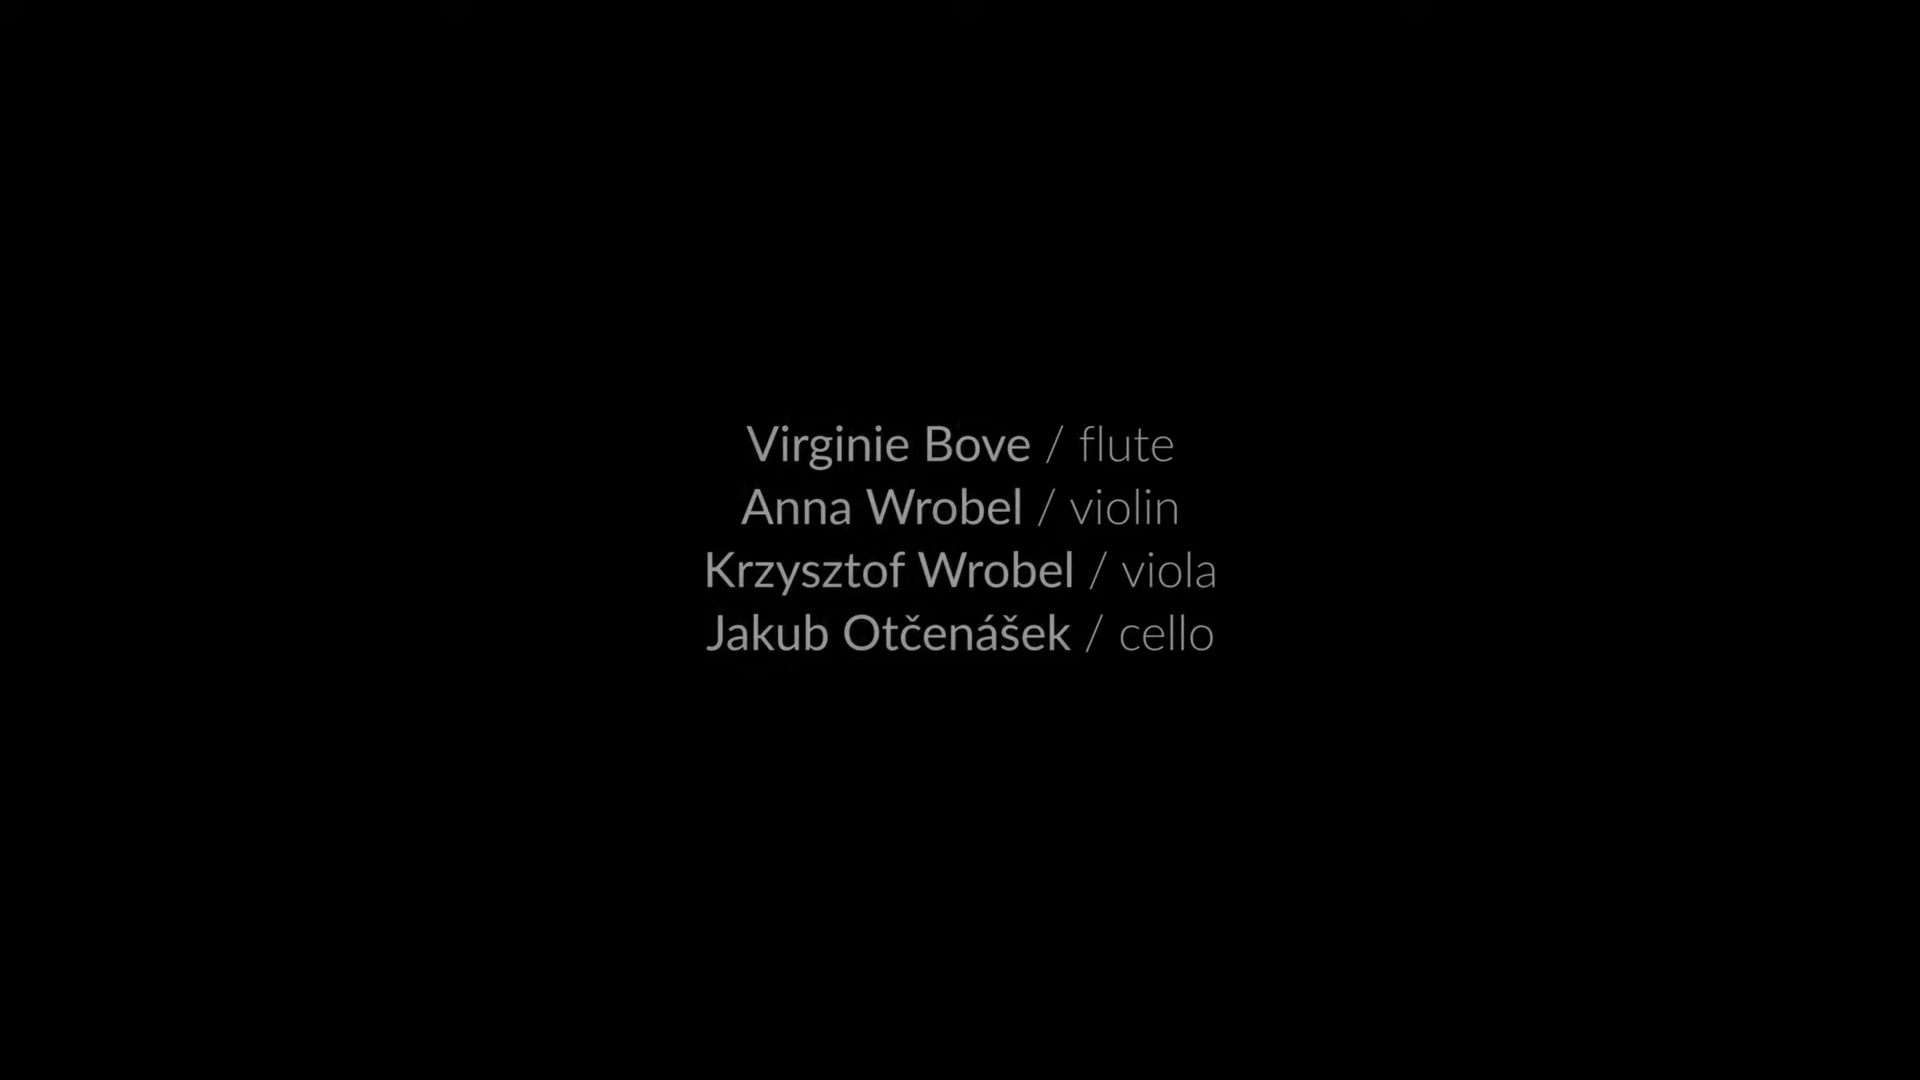 Virginie Bove / flute
Anna Wrobel / violin
Krzysztof Wrobel / viola
Jakub Otčenášek / cello